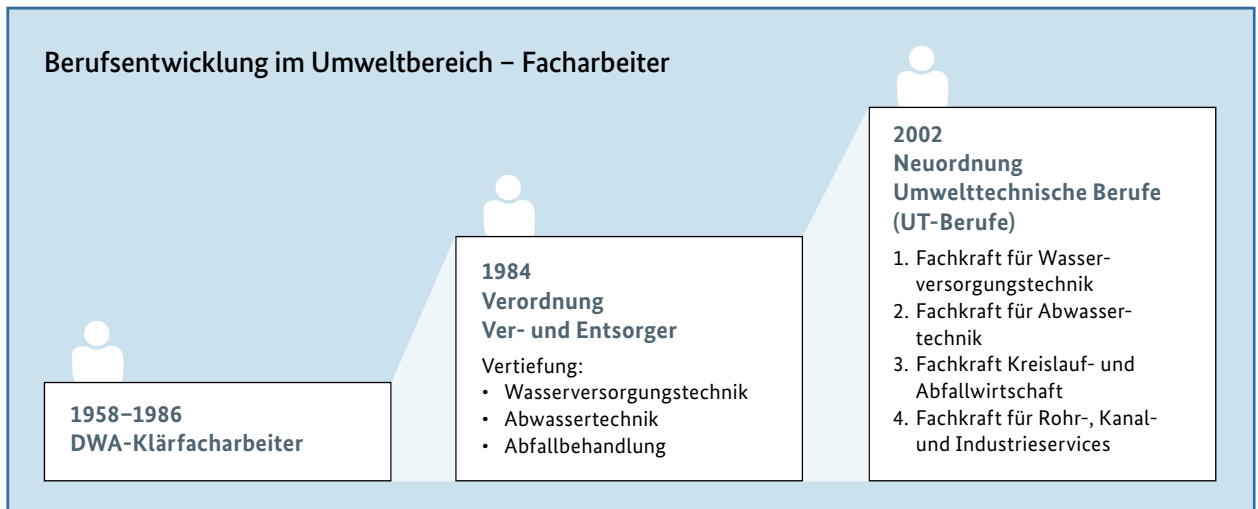 Berufsentwicklung im Umweltbereich – Facharbeiter
1958–1986
DWA-Klärfacharbeiter
1984
Verordnung
Ver- und Entsorger
Vertiefung:
• Wasserversorgungstechnik
• Abwassertechnik
• Abfallbehandlung
2002
Neuordnung
Umwelttechnische Berufe
(UT-Berufe)
1. Fachkraft für Wasser-
versorgungstechnik
2. Fachkraft für Abwasser-
technik
3. Fachkraft Kreislauf- und
Abfallwirtschaft
4. Fachkraft für Rohr-, Kanal-
und Industrieservices